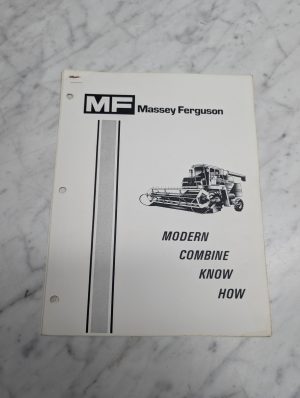 MF Massey Ferguson
MODERN
COMBINE
KNOW
HOW